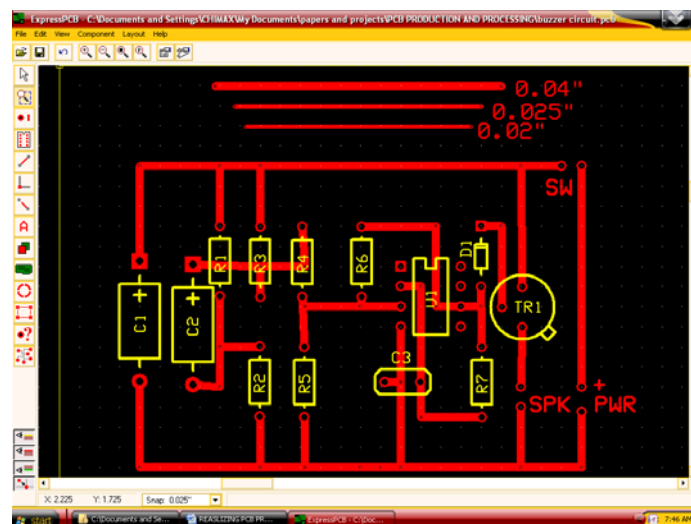 ExpressPCB - C:\Documents and Settings\CHIMAX\My Documents\papers and projects\PCB PRODUCTION AND PROCESSING\buzzer circuit.pcb
File Edit View Component Layout Help
0.04"
0.025"
0.02"
SW
R1
R3
R4
R6
D1
U1
TR1
+
C1
+
C2
C3
R2
R5
R7
SPK
+
PWR
X: 2.225 Y: 1.725 Snap: 0.025"
start C:\Documents and Se... REASLIZING PCB PR... ExpressPCB - C:\Doc... 7:46 AM